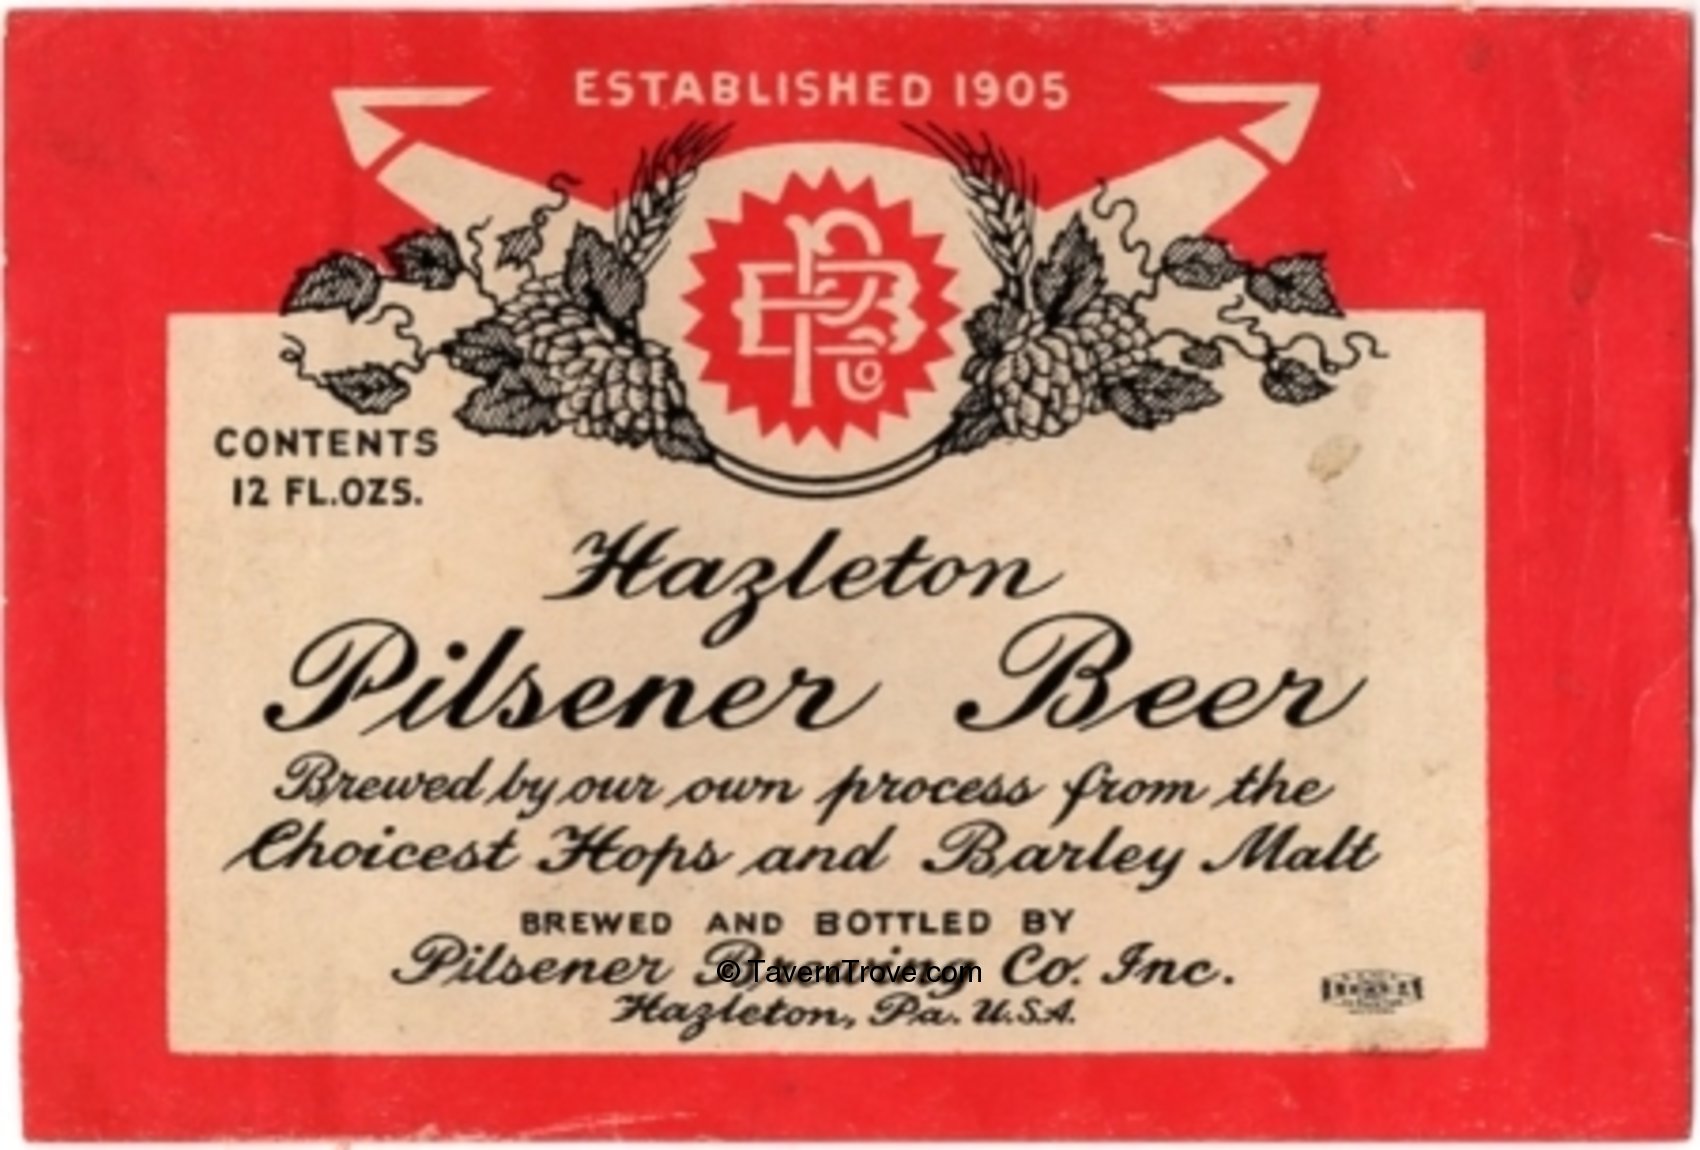 ESTABLISHED 1905
PBCo
CONTENTS
12 FL.OZS.
Hazleton
Pilsener Beer
Brewed by our own process from the
Choicest Hops and Barley Malt
BREWED AND BOTTLED BY
Pilsener Brewing Co. Inc.
© TavernTrove.com
Hazleton, Pa. U.S.A.